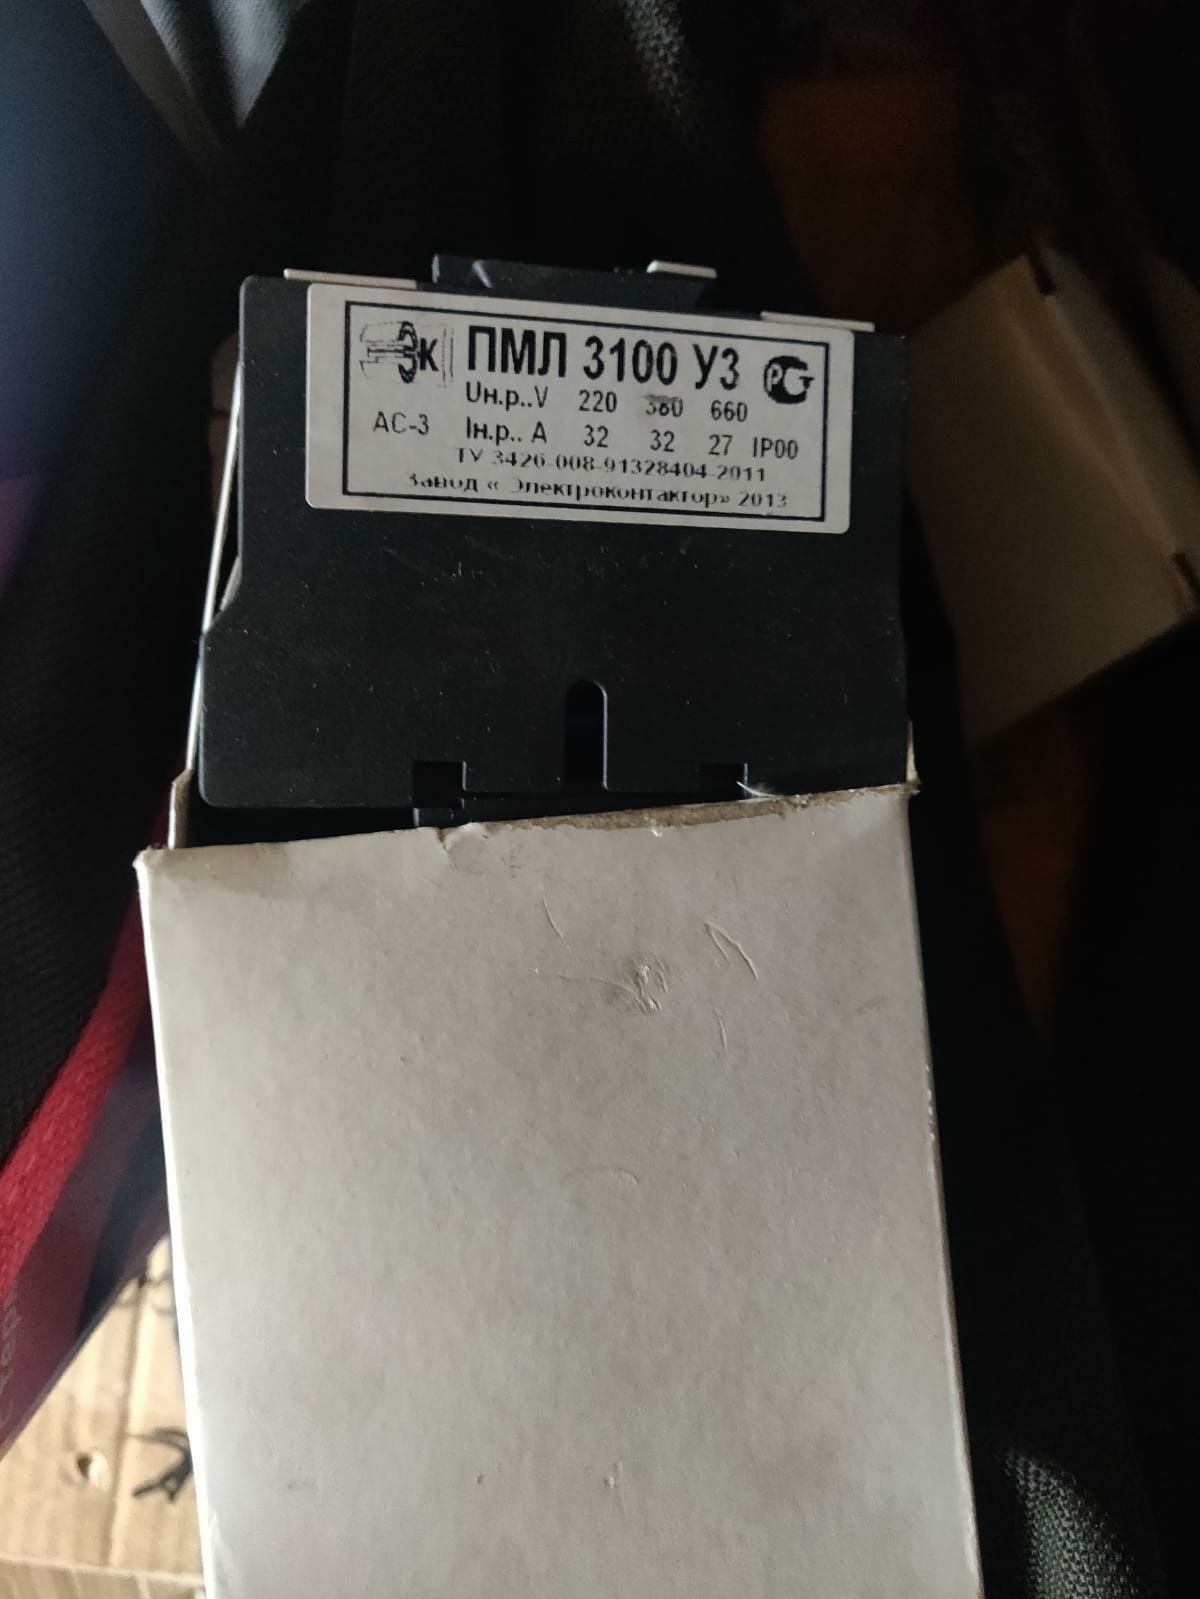 ЭК ПМЛ 3100 У3 РСТ
Uн.р..V 220 380 660
АС-3 Iн.р.. А 32 32 27 IP00
ТУ 3426-008-91328404-2011
Завод « Электроконтактор» 2013